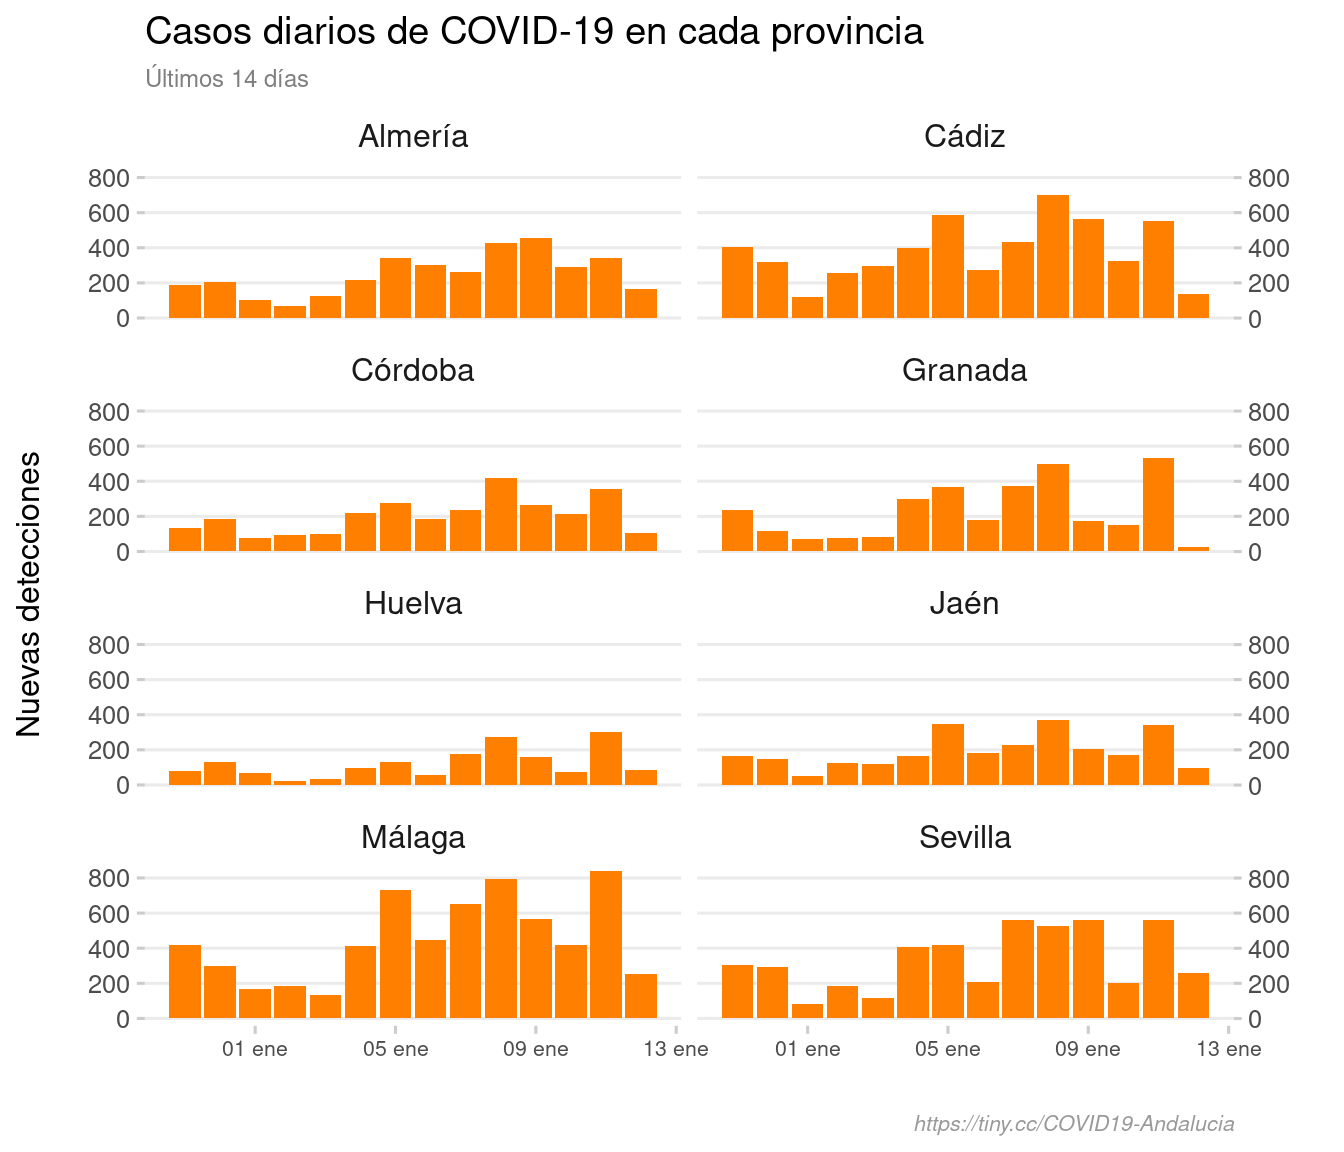 Casos diarios de COVID-19 en cada provincia
Últimos 14 días
Almería
Cádiz
800
600
400
200
0
800
600
400
200
0
Córdoba
Granada
800
600
400
200
0
800
600
400
200
0
Nuevas detecciones
Huelva
Jaén
800
600
400
200
0
800
600
400
200
0
Málaga
Sevilla
800
600
400
200
0
800
600
400
200
0
01 ene 05 ene 09 ene 13 ene
01 ene 05 ene 09 ene 13 ene
https://tiny.cc/COVID19-Andalucia